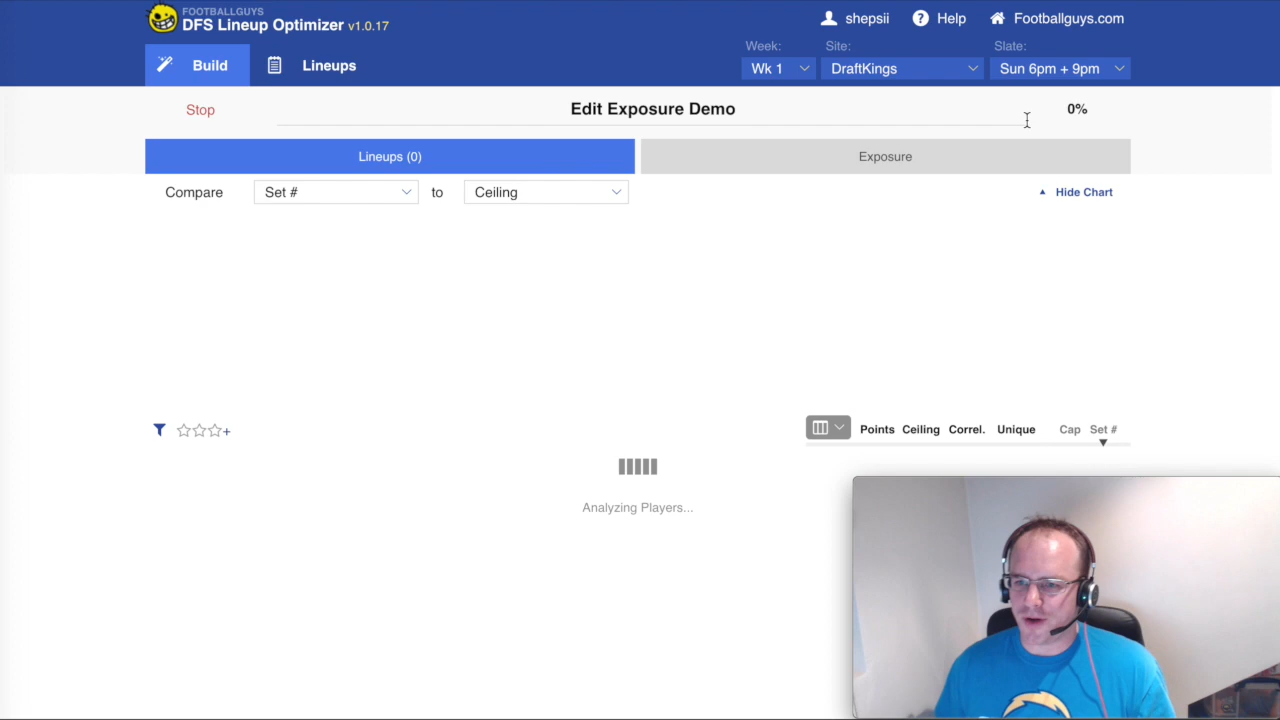 FOOTBALLGUYS
DFS Lineup Optimizer v1.0.17
shepsii
Help
Footballguys.com
Build
Lineups
Week:
Wk 1
Site:
DraftKings
Slate:
Sun 6pm + 9pm
Stop
Edit Exposure Demo
0%
Lineups (0)
Exposure
Compare
Set #
to
Ceiling
Hide Chart
+
Points Ceiling Correl. Unique Cap Set #
Analyzing Players...